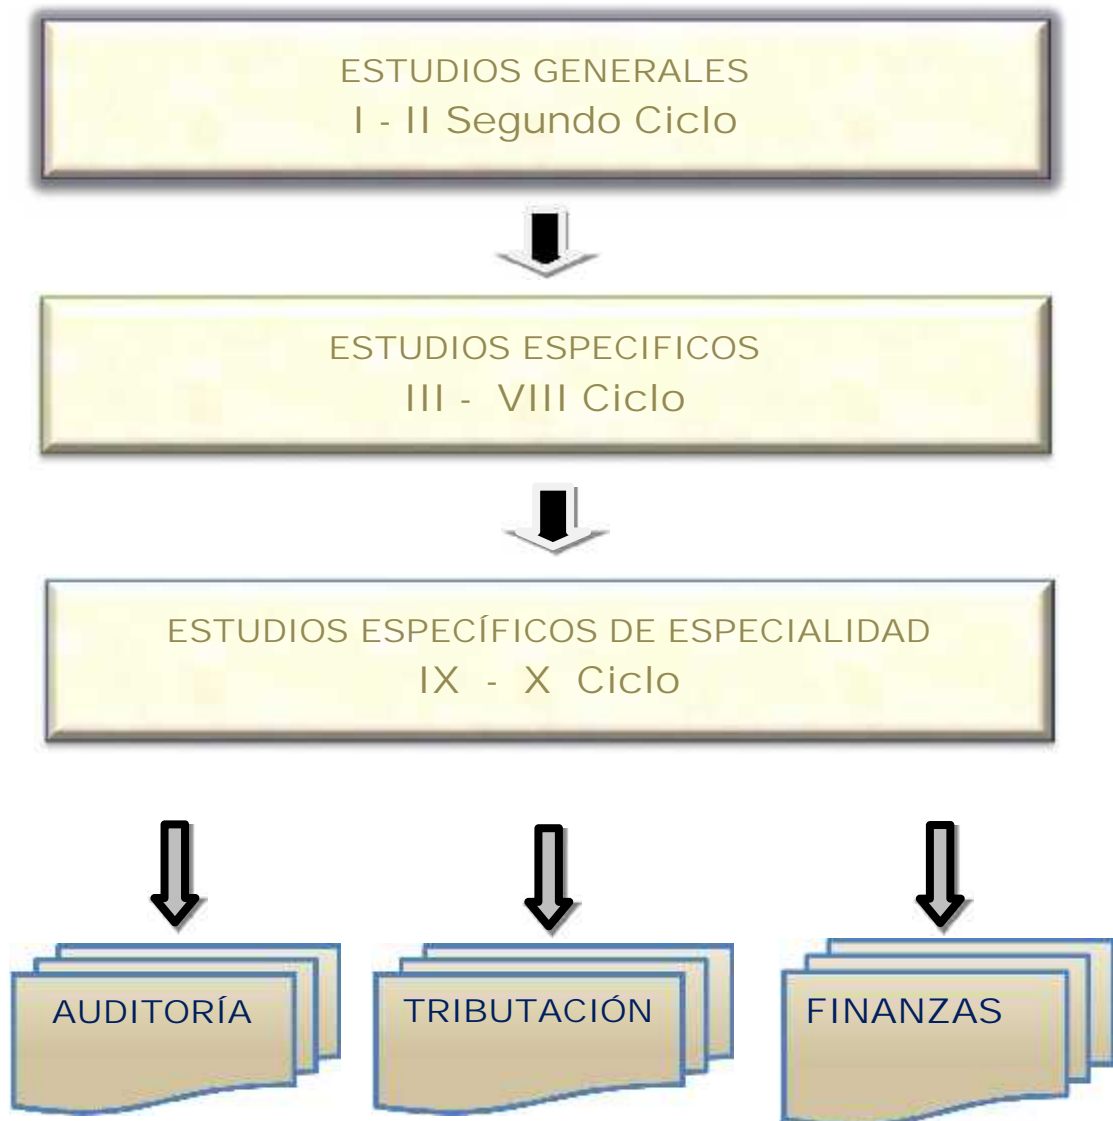 ESTUDIOS GENERALES
I - II Segundo Ciclo
ESTUDIOS ESPECIFICOS
III - VIII Ciclo
ESTUDIOS ESPECÍFICOS DE ESPECIALIDAD
IX - X Ciclo
AUDITORÍA
TRIBUTACIÓN
FINANZAS